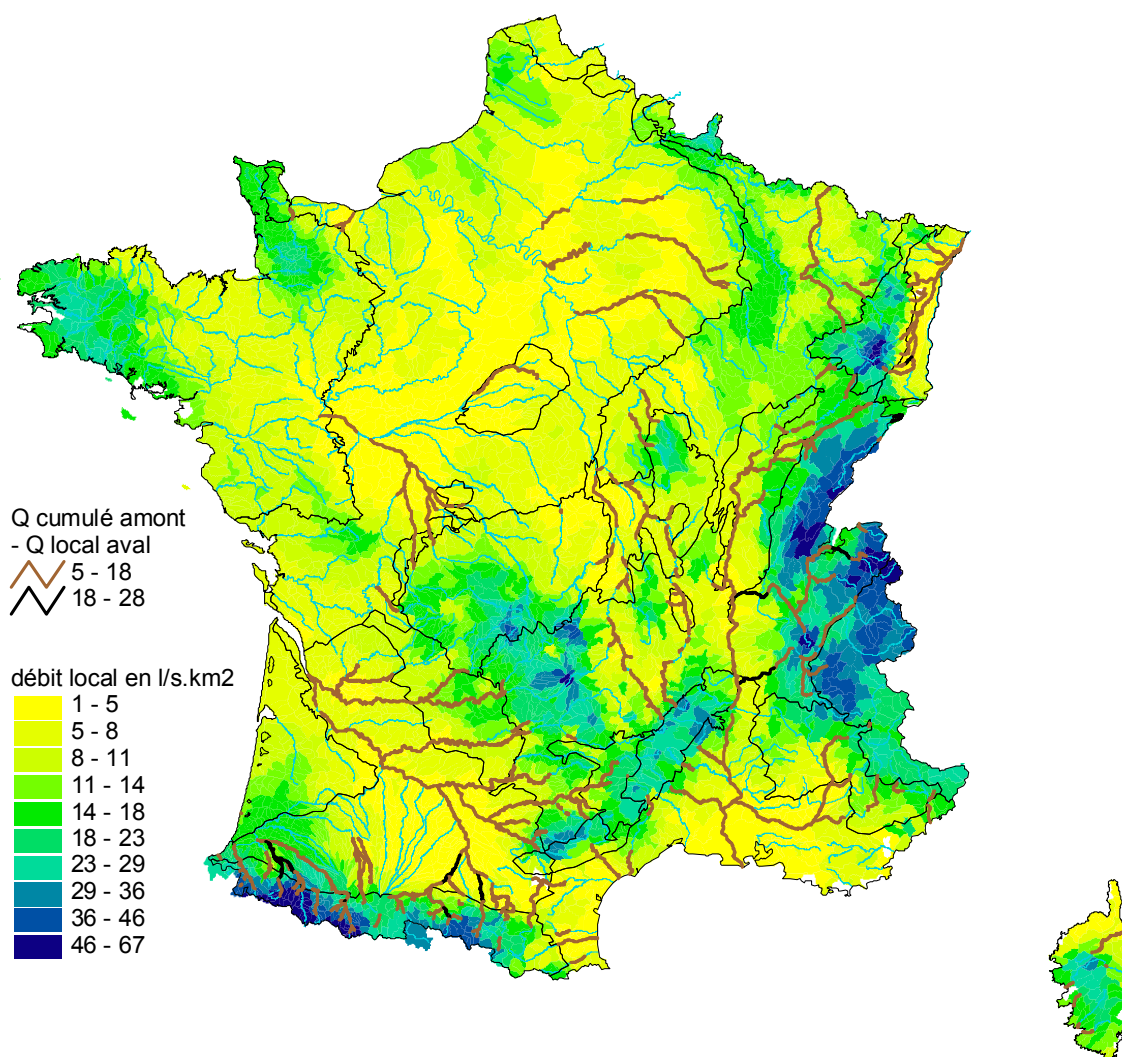 Q cumulé amont
- Q local aval
5 - 18
18 - 28
débit local en l/s.km2
1 - 5
5 - 8
8 - 11
11 - 14
14 - 18
18 - 23
23 - 29
29 - 36
36 - 46
46 - 67